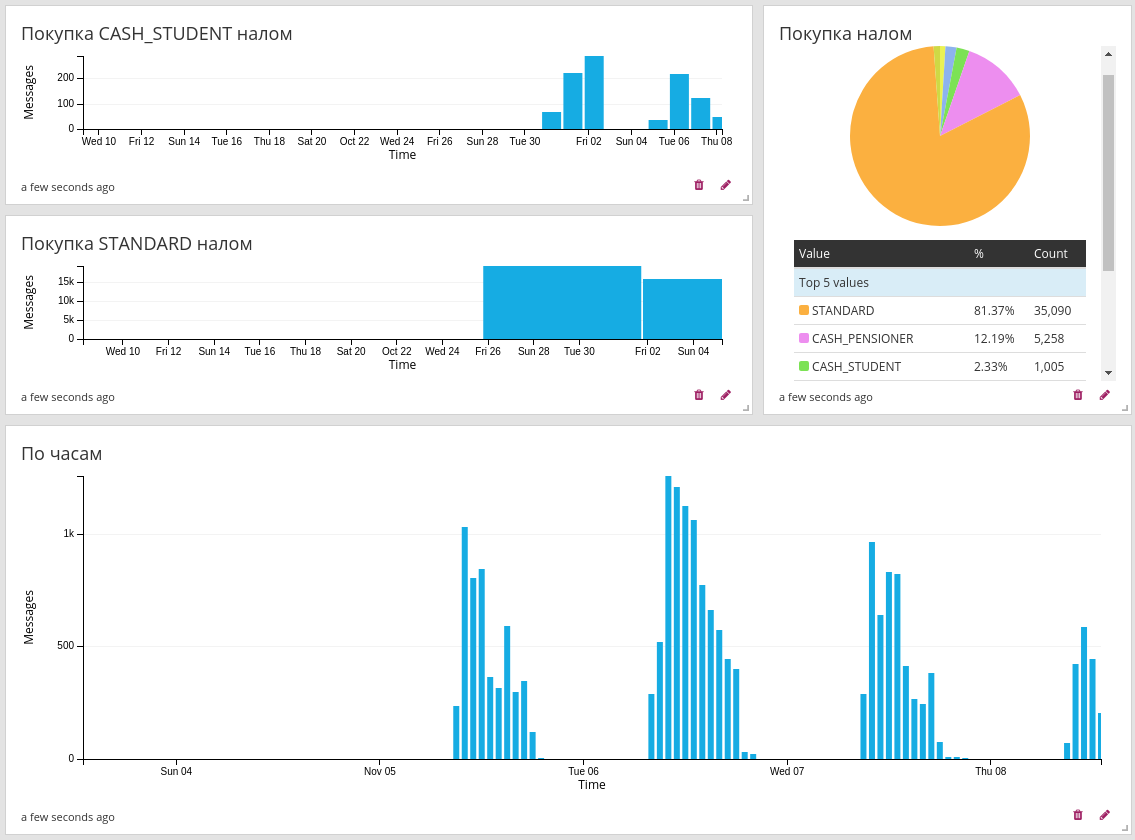 Покупка CASH_STUDENT налом
Messages
200
100
0
Wed 10 Fri 12 Sun 14 Tue 16 Thu 18 Sat 20 Oct 22 Wed 24 Fri 26 Sun 28 Tue 30 Fri 02 Sun 04 Tue 06 Thu 08
Time
a few seconds ago
Покупка STANDARD налом
Messages
15k
10k
5k
0
Wed 10 Fri 12 Sun 14 Tue 16 Thu 18 Sat 20 Oct 22 Wed 24 Fri 26 Sun 28 Tue 30 Fri 02 Sun 04
Time
a few seconds ago
Покупка налом
Value % Count
Top 5 values
STANDARD 81.37% 35,090
CASH_PENSIONER 12.19% 5,258
CASH_STUDENT 2.33% 1,005
a few seconds ago
По часам
Messages
1k
500
0
Sun 04 Nov 05 Tue 06 Wed 07 Thu 08
Time
a few seconds ago